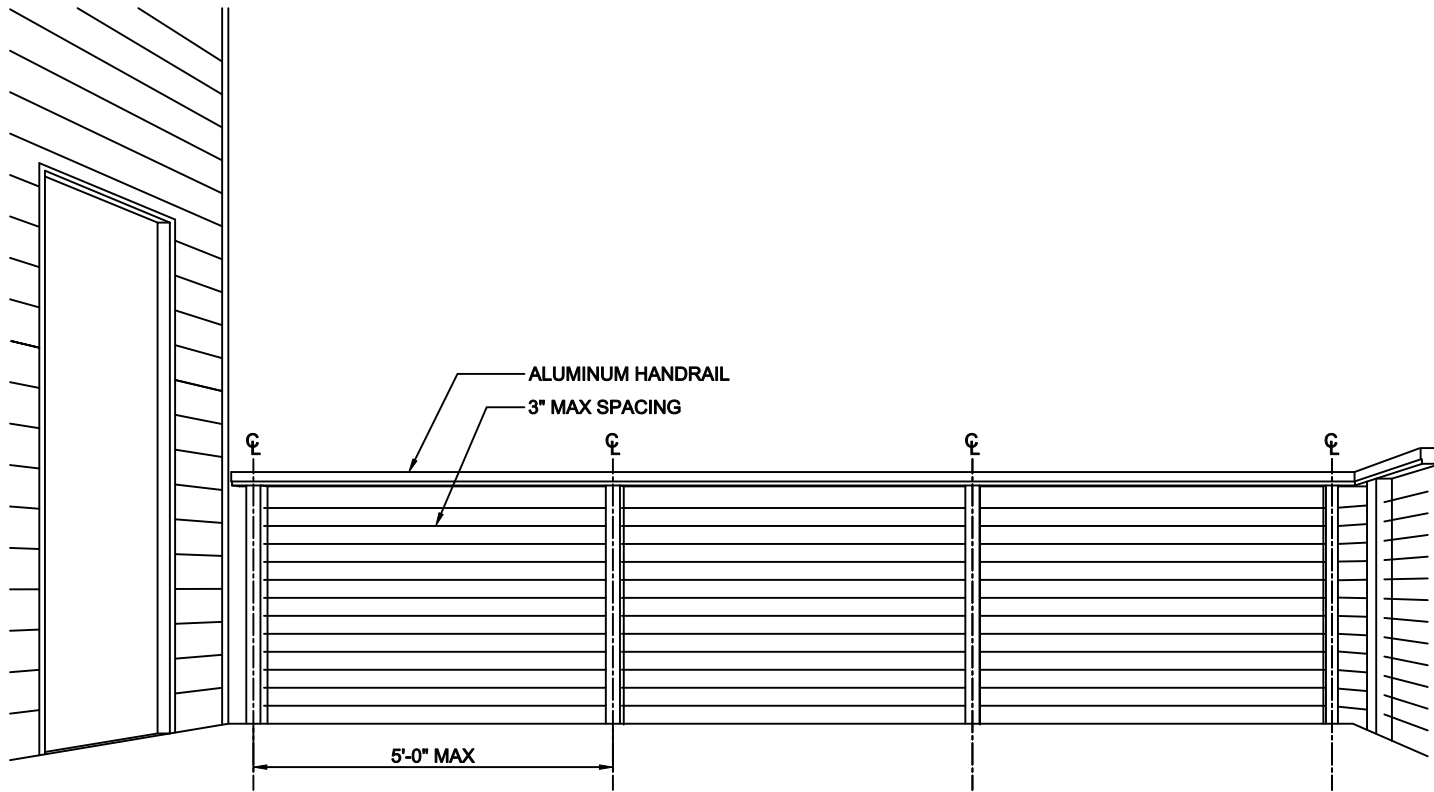 ALUMINUM HANDRAIL
3" MAX SPACING
℄ ℄ ℄ ℄
5'-0" MAX